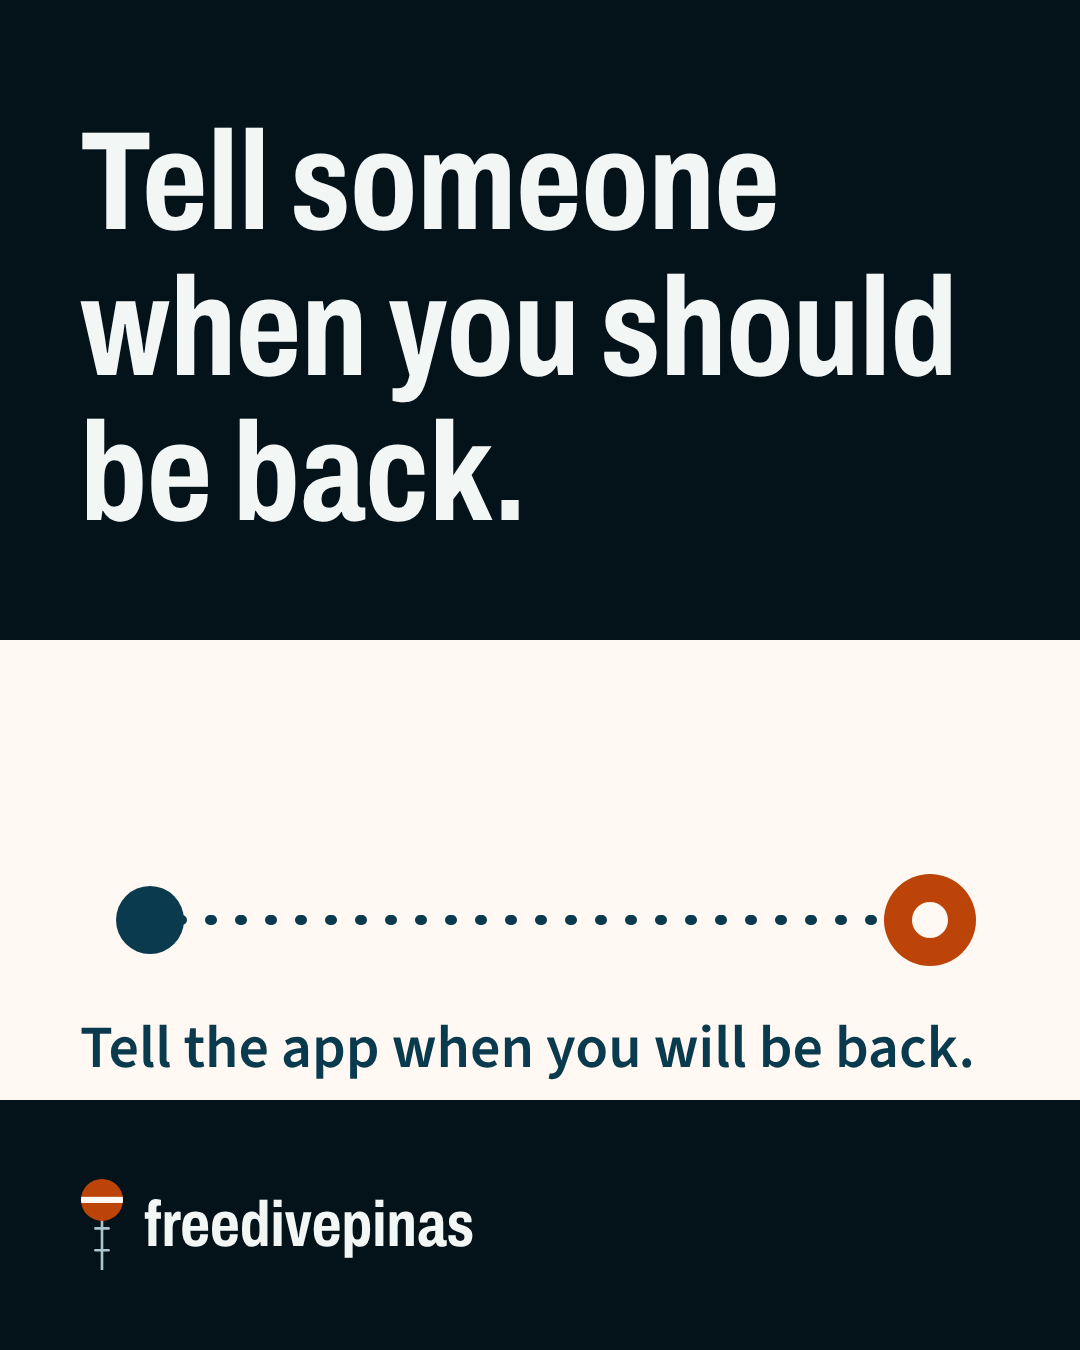 Tell someone
when you should
be back.
Tell the app when you will be back.
freedivepinas